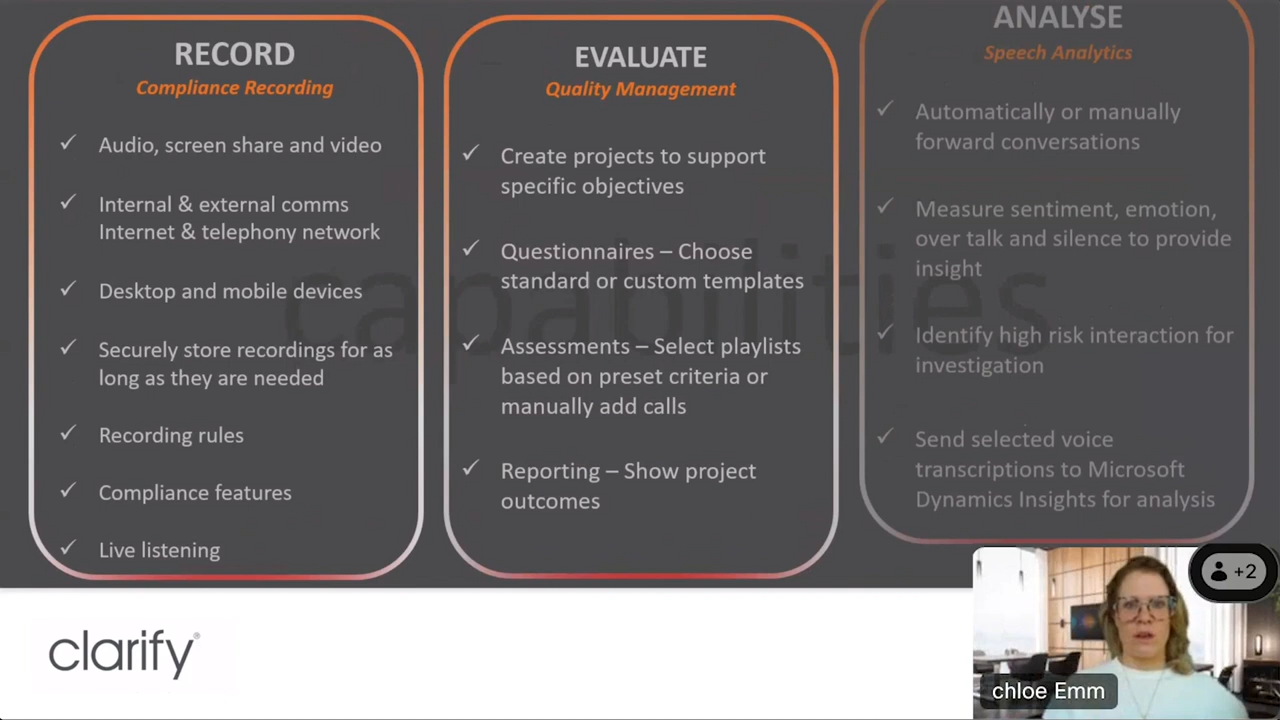 RECORD
Compliance Recording
✓ Audio, screen share and video
✓ Internal & external comms
Internet & telephony network
✓ Desktop and mobile devices
✓ Securely store recordings for as
long as they are needed
✓ Recording rules
✓ Compliance features
✓ Live listening
EVALUATE
Quality Management
✓ Create projects to support
specific objectives
✓ Questionnaires – Choose
standard or custom templates
✓ Assessments – Select playlists
based on preset criteria or
manually add calls
✓ Reporting – Show project
outcomes
ANALYSE
Speech Analytics
✓ Automatically or manually
forward conversations
✓ Measure sentiment, emotion,
over talk and silence to provide
insight
✓ Identify high risk interaction for
investigation
✓ Send selected voice
transcriptions to Microsoft
Dynamics Insights for analysis
capabilities
clarify®
+2
chloe Emm